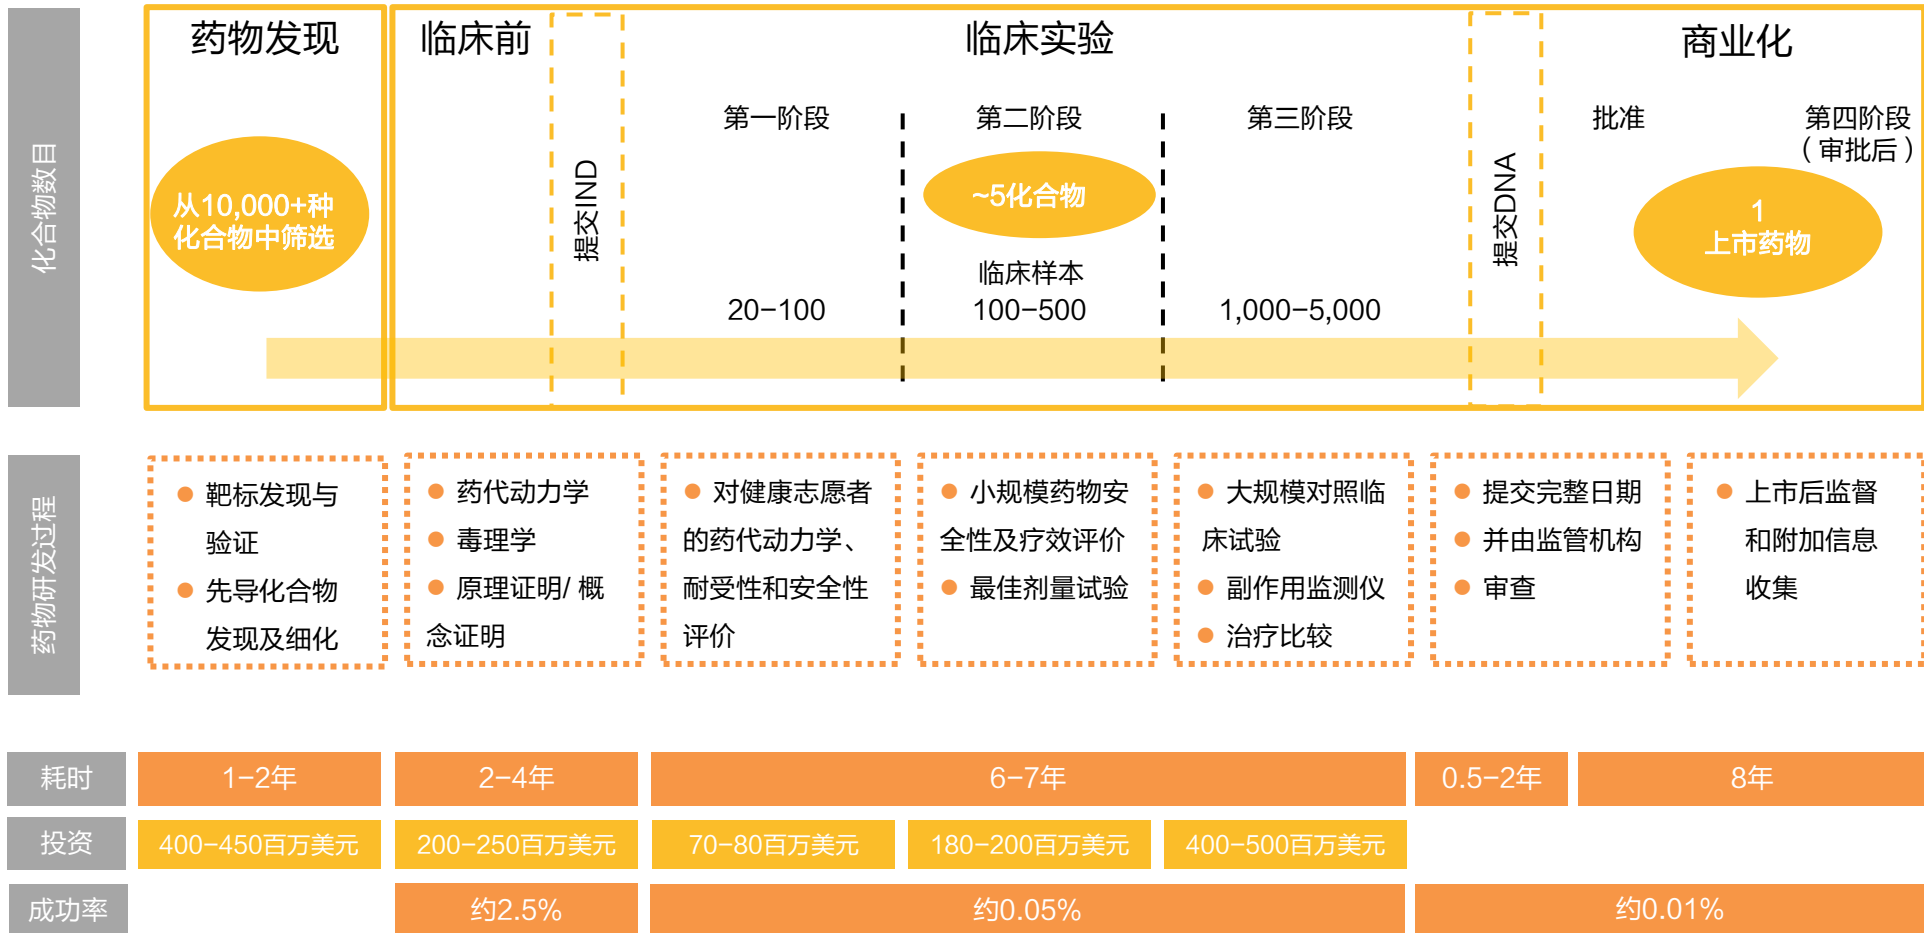 化合物数目
药物发现
临床前
临床实验
商业化
提交IND
第一阶段
第二阶段
第三阶段
提交DNA
批准
第四阶段
（审批后）
从10,000+种
化合物中筛选
~5化合物
1
上市药物
临床样本
20-100
100-500
1,000-5,000
药物研发过程
● 靶标发现与
验证
● 先导化合物
发现及细化
● 药代动力学
● 毒理学
● 原理证明/ 概
念证明
● 对健康志愿者
的药代动力学、
耐受性和安全性
评价
● 小规模药物安
全性及疗效评价
● 最佳剂量试验
● 大规模对照临
床试验
● 副作用监测仪
● 治疗比较
● 提交完整日期
● 并由监管机构
● 审查
● 上市后监督
和附加信息
收集
耗时
1-2年
2-4年
6-7年
0.5-2年
8年
投资
400-450百万美元
200-250百万美元
70-80百万美元
180-200百万美元
400-500百万美元
成功率
约2.5%
约0.05%
约0.01%